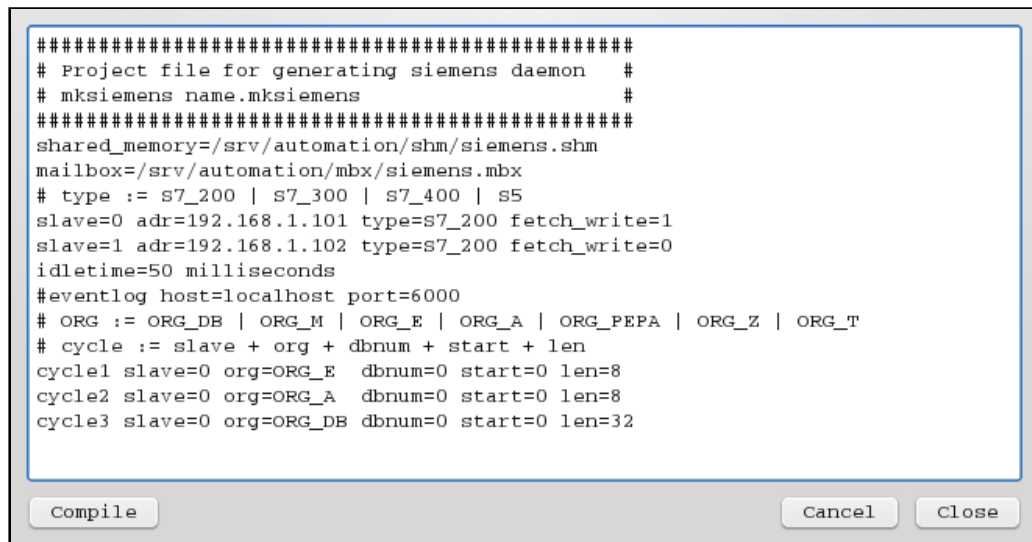 ################################################
# Project file for generating siemens daemon   #
# mksiemens name.mksiemens                     #
################################################
shared_memory=/srv/automation/shm/siemens.shm
mailbox=/srv/automation/mbx/siemens.mbx
# type := S7_200 | S7_300 | S7_400 | S5
slave=0 adr=192.168.1.101 type=S7_200 fetch_write=1
slave=1 adr=192.168.1.102 type=S7_200 fetch_write=0
idletime=50 milliseconds
#eventlog host=localhost port=6000
# ORG := ORG_DB | ORG_M | ORG_E | ORG_A | ORG_PEPA | ORG_Z | ORG_T
# cycle := slave + org + dbnum + start + len
cycle1 slave=0 org=ORG_E  dbnum=0 start=0 len=8
cycle2 slave=0 org=ORG_A  dbnum=0 start=0 len=8
cycle3 slave=0 org=ORG_DB dbnum=0 start=0 len=32
Compile Cancel Close